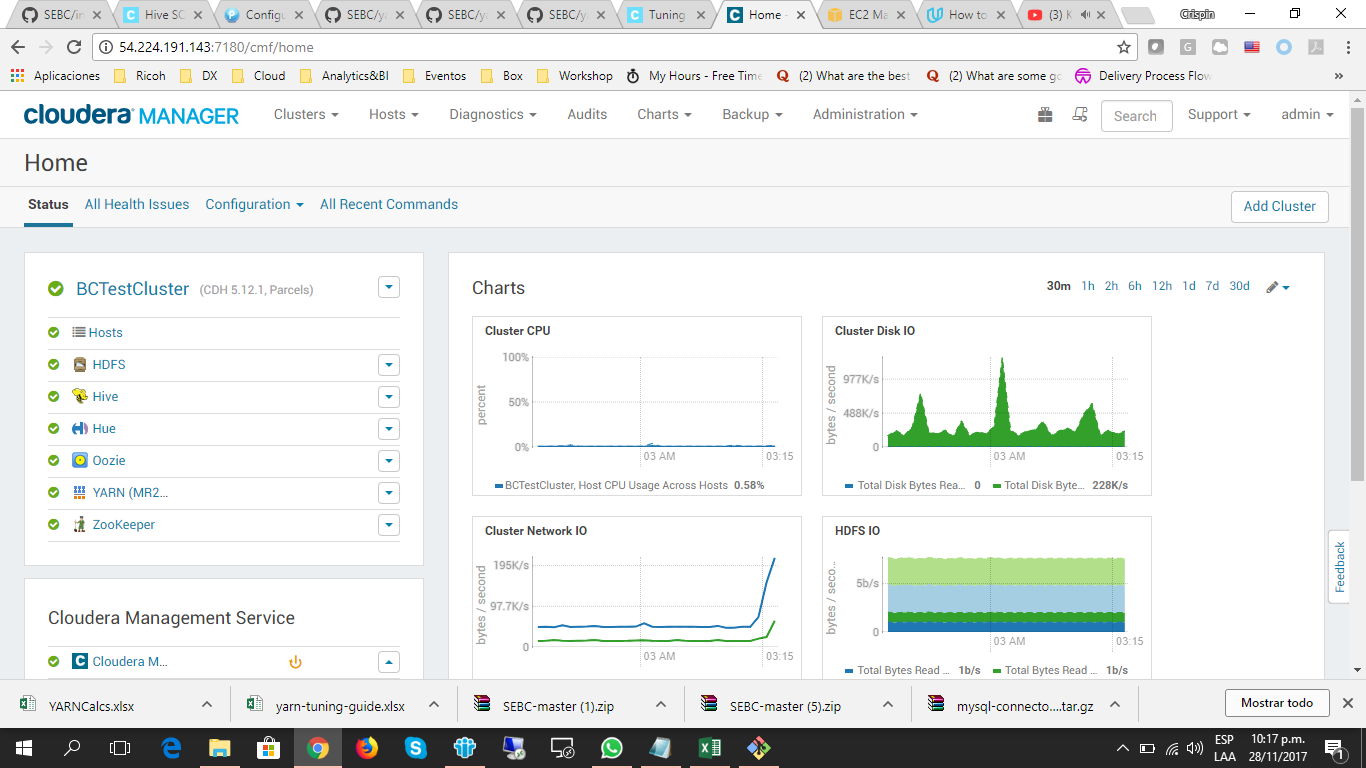 SEBC/in
Hive SC
Configu
SEBC/ya
SEBC/ya
SEBC/ya
Tuning
Home -
EC2 Ma
How to
(3) K
Crispin
54.224.191.143:7180/cmf/home
Aplicaciones Ricoh DX Cloud Analytics&BI Eventos Box Workshop My Hours - Free Time (2) What are the best (2) What are some go Delivery Process Flow »
cloudera MANAGER Clusters Hosts Diagnostics Audits Charts Backup Administration Search Support admin
Home
Status All Health Issues Configuration All Recent Commands Add Cluster
BCTestCluster (CDH 5.12.1, Parcels)
Hosts
HDFS
Hive
Hue
Oozie
YARN (MR2...
ZooKeeper
Cloudera Management Service
Cloudera M...
Charts
30m 1h 2h 6h 12h 1d 7d 30d
Cluster CPU
percent
100%
50%
0%
03 AM 03:15
BCTestCluster, Host CPU Usage Across Hosts 0.58%
Cluster Disk IO
bytes / second
977K/s
488K/s
0
03 AM 03:15
Total Disk Bytes Rea... 0 Total Disk Byte... 228K/s
Cluster Network IO
bytes / second
195K/s
97.7K/s
0
03 AM 03:15
HDFS IO
bytes / seco...
5b/s
0
03 AM 03:15
Total Bytes Read ... 1b/s Total Bytes Read ... 1b/s
Feedback
YARNCalcs.xlsx
yarn-tuning-guide.xlsx
SEBC-master (1).zip
SEBC-master (5).zip
mysql-connecto....tar.gz
Mostrar todo
ESP
LAA
10:17 p.m.
28/11/2017
1